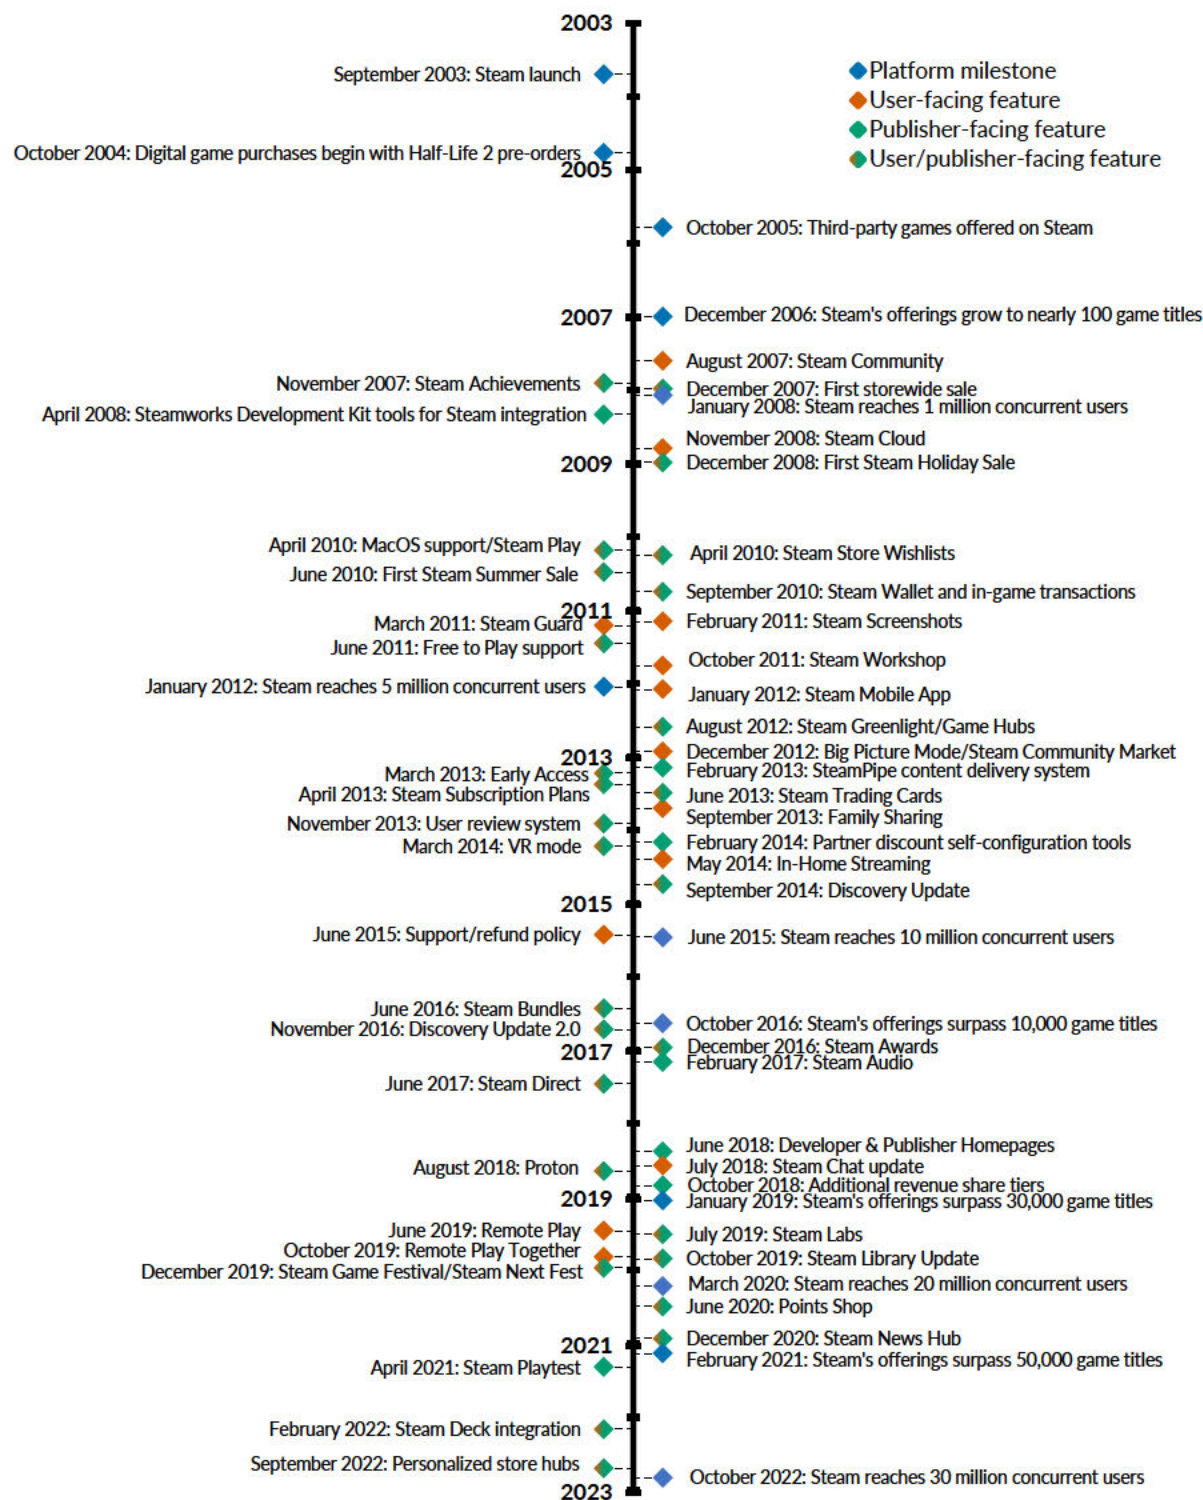 2003
September 2003: Steam launch
Platform milestone
User-facing feature
Publisher-facing feature
User/publisher-facing feature
October 2004: Digital game purchases begin with Half-Life 2 pre-orders
2005
October 2005: Third-party games offered on Steam
2007
December 2006: Steam's offerings grow to nearly 100 game titles
August 2007: Steam Community
November 2007: Steam Achievements
December 2007: First storewide sale
January 2008: Steam reaches 1 million concurrent users
April 2008: Steamworks Development Kit tools for Steam integration
November 2008: Steam Cloud
2009
December 2008: First Steam Holiday Sale
April 2010: MacOS support/Steam Play
April 2010: Steam Store Wishlists
June 2010: First Steam Summer Sale
September 2010: Steam Wallet and in-game transactions
2011
March 2011: Steam Guard
February 2011: Steam Screenshots
June 2011: Free to Play support
October 2011: Steam Workshop
January 2012: Steam reaches 5 million concurrent users
January 2012: Steam Mobile App
August 2012: Steam Greenlight/Game Hubs
2013
December 2012: Big Picture Mode/Steam Community Market
March 2013: Early Access
February 2013: SteamPipe content delivery system
April 2013: Steam Subscription Plans
June 2013: Steam Trading Cards
September 2013: Family Sharing
November 2013: User review system
February 2014: Partner discount self-configuration tools
March 2014: VR mode
May 2014: In-Home Streaming
September 2014: Discovery Update
2015
June 2015: Support/refund policy
June 2015: Steam reaches 10 million concurrent users
June 2016: Steam Bundles
October 2016: Steam's offerings surpass 10,000 game titles
November 2016: Discovery Update 2.0
December 2016: Steam Awards
2017
February 2017: Steam Audio
June 2017: Steam Direct
June 2018: Developer & Publisher Homepages
August 2018: Proton
July 2018: Steam Chat update
October 2018: Additional revenue share tiers
2019
January 2019: Steam's offerings surpass 30,000 game titles
June 2019: Remote Play
July 2019: Steam Labs
October 2019: Remote Play Together
October 2019: Steam Library Update
December 2019: Steam Game Festival/Steam Next Fest
March 2020: Steam reaches 20 million concurrent users
June 2020: Points Shop
December 2020: Steam News Hub
2021
February 2021: Steam's offerings surpass 50,000 game titles
April 2021: Steam Playtest
February 2022: Steam Deck integration
September 2022: Personalized store hubs
October 2022: Steam reaches 30 million concurrent users
2023